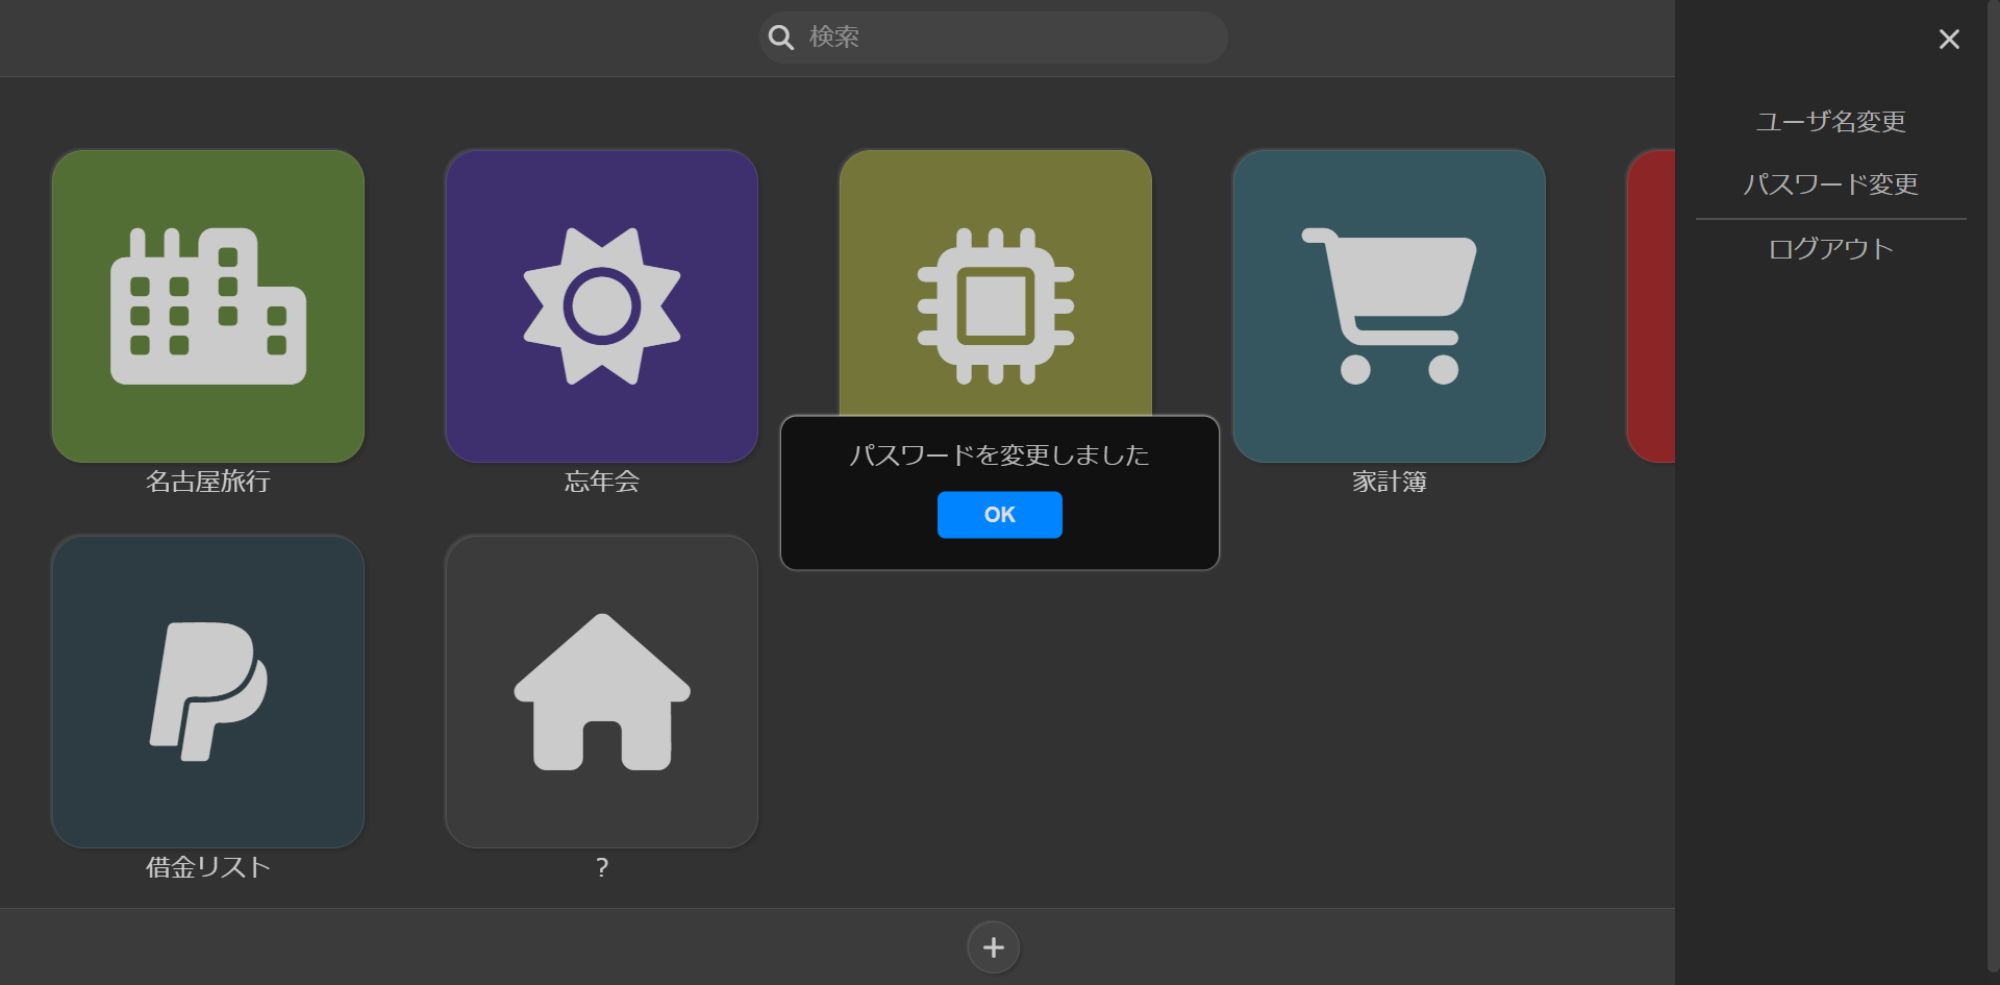 検索
ユーザ名変更
パスワード変更
ログアウト
名古屋旅行
忘年会
家計簿
パスワードを変更しました
OK
借金リスト
?